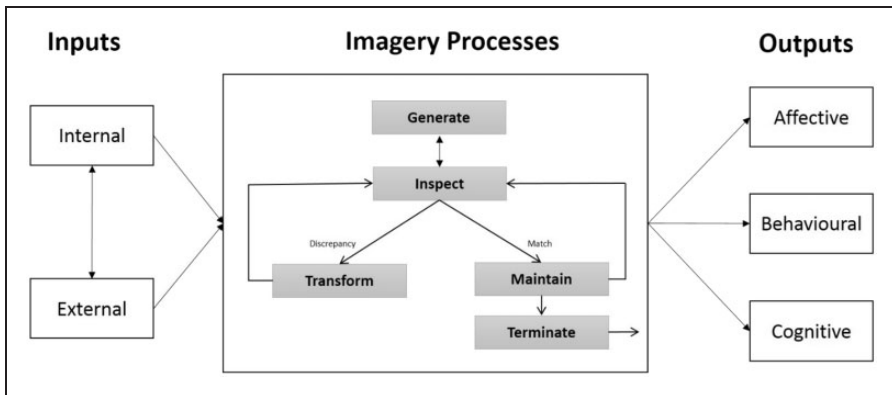 Inputs
Imagery Processes
Outputs
Internal
External
Generate
Inspect
Discrepancy
Match
Transform
Maintain
Terminate
Affective
Behavioural
Cognitive